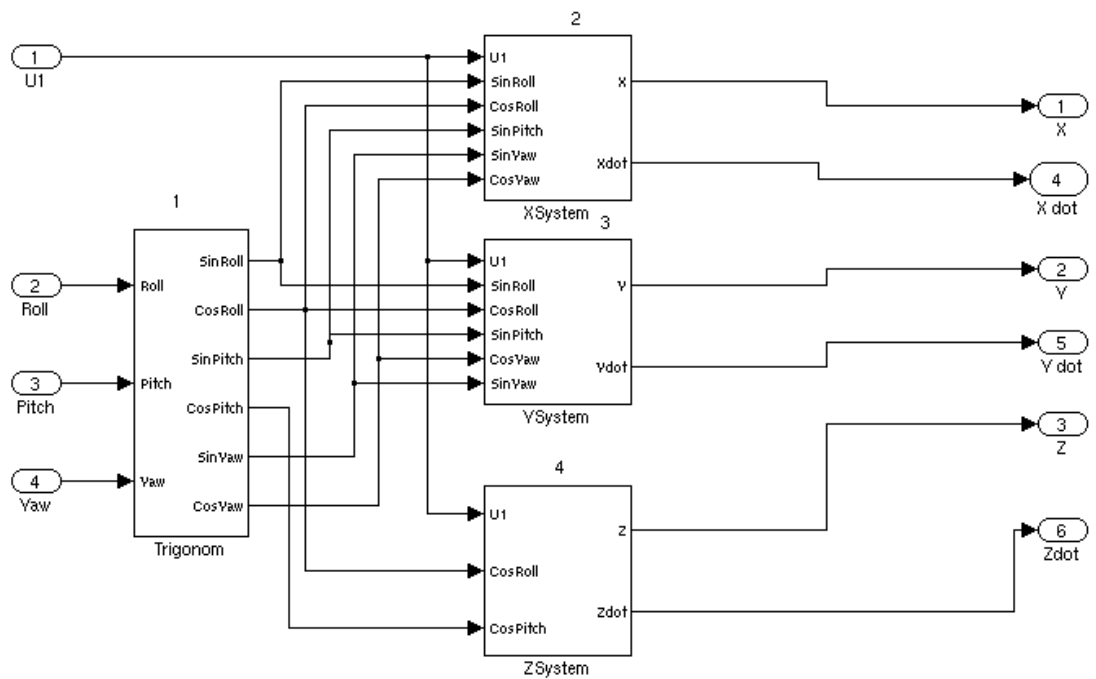 2
1
U1
U1
SinRoll
CosRoll
SinPitch
SinYaw
CosYaw
X
Xdot
XSystem
1
X
4
X dot
1
Roll
Pitch
Yaw
SinRoll
CosRoll
SinPitch
CosPitch
SinYaw
CosYaw
Trigonom
2
Roll
3
Pitch
4
Yaw
3
U1
SinRoll
CosRoll
SinPitch
CosYaw
SinYaw
Y
Ydot
YSystem
2
Y
5
Y dot
4
U1
CosRoll
CosPitch
Z
Zdot
ZSystem
3
Z
6
Zdot